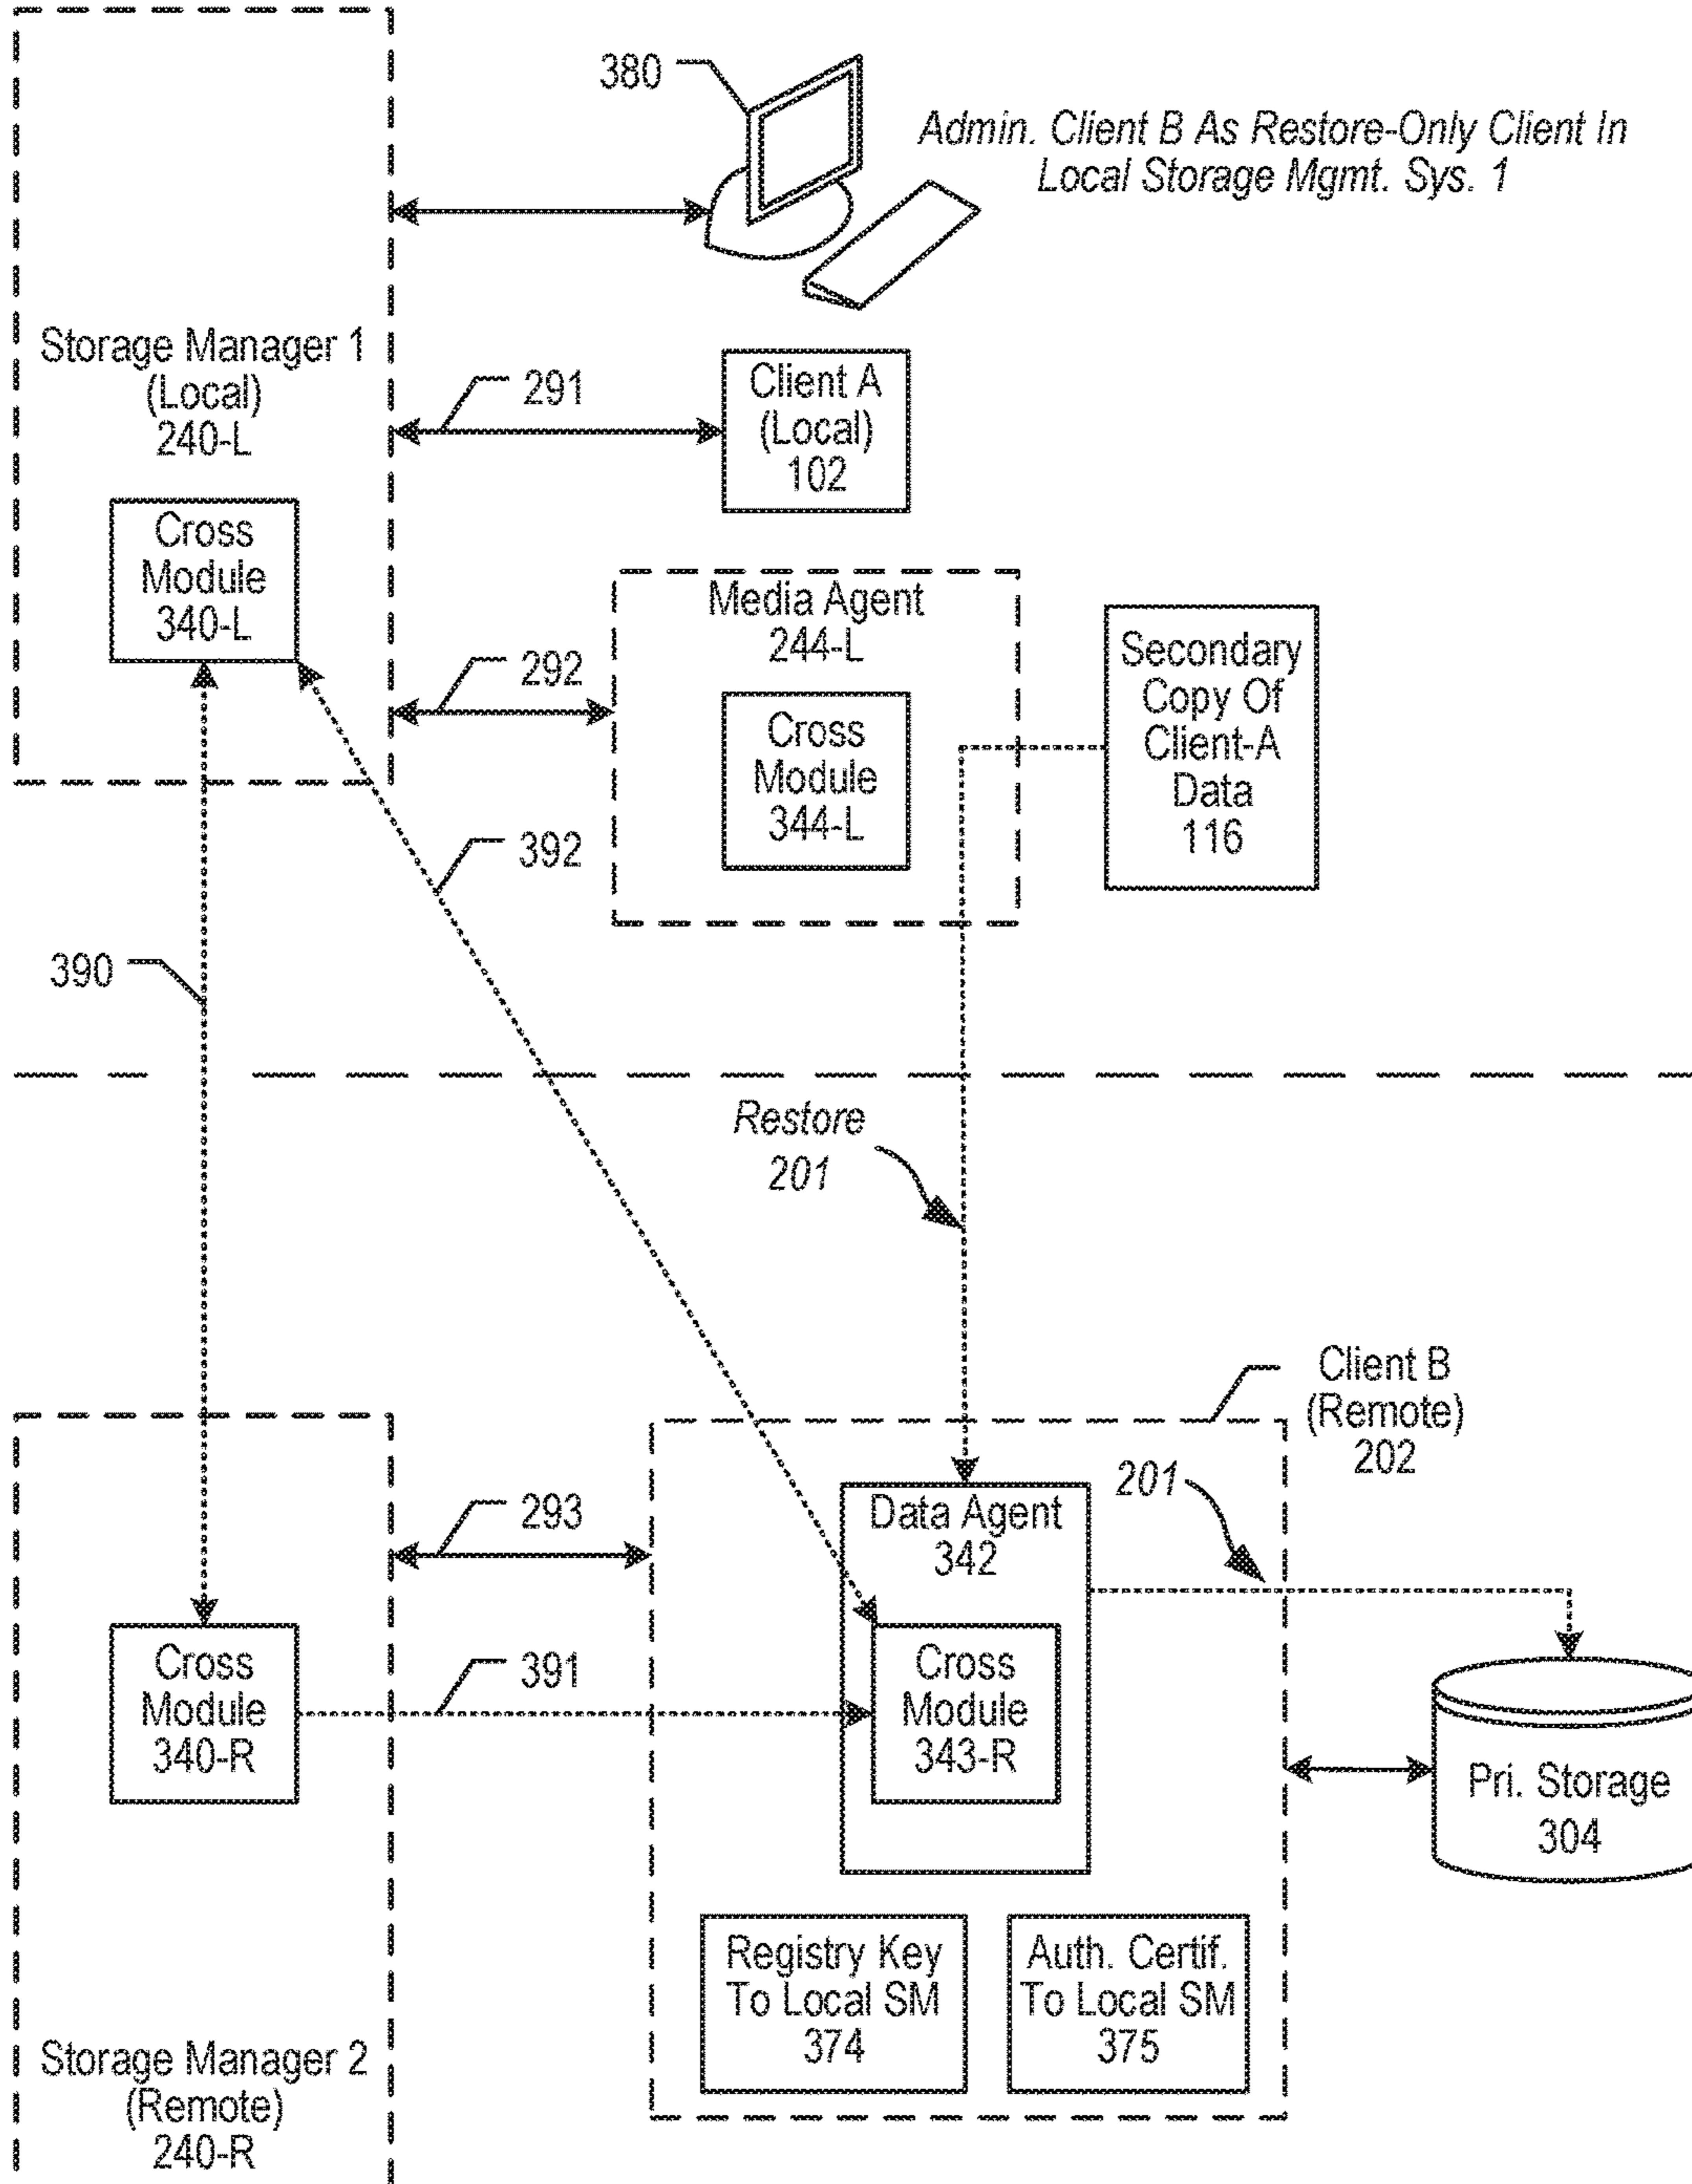 380
Admin. Client B As Restore-Only Client In
Local Storage Mgmt. Sys. 1
Storage Manager 1
(Local)
240-L
291
Client A
(Local)
102
Cross
Module
340-L
292
Media Agent
244-L
Cross
Module
344-L
Secondary
Copy Of
Client-A
Data
116
392
390
Restore
201
Client B
(Remote)
202
201
293
Data Agent
342
Cross
Module
340-R
391
Cross
Module
343-R
Pri. Storage
304
Registry Key
To Local SM
374
Auth. Certif.
To Local SM
375
Storage Manager 2
(Remote)
240-R